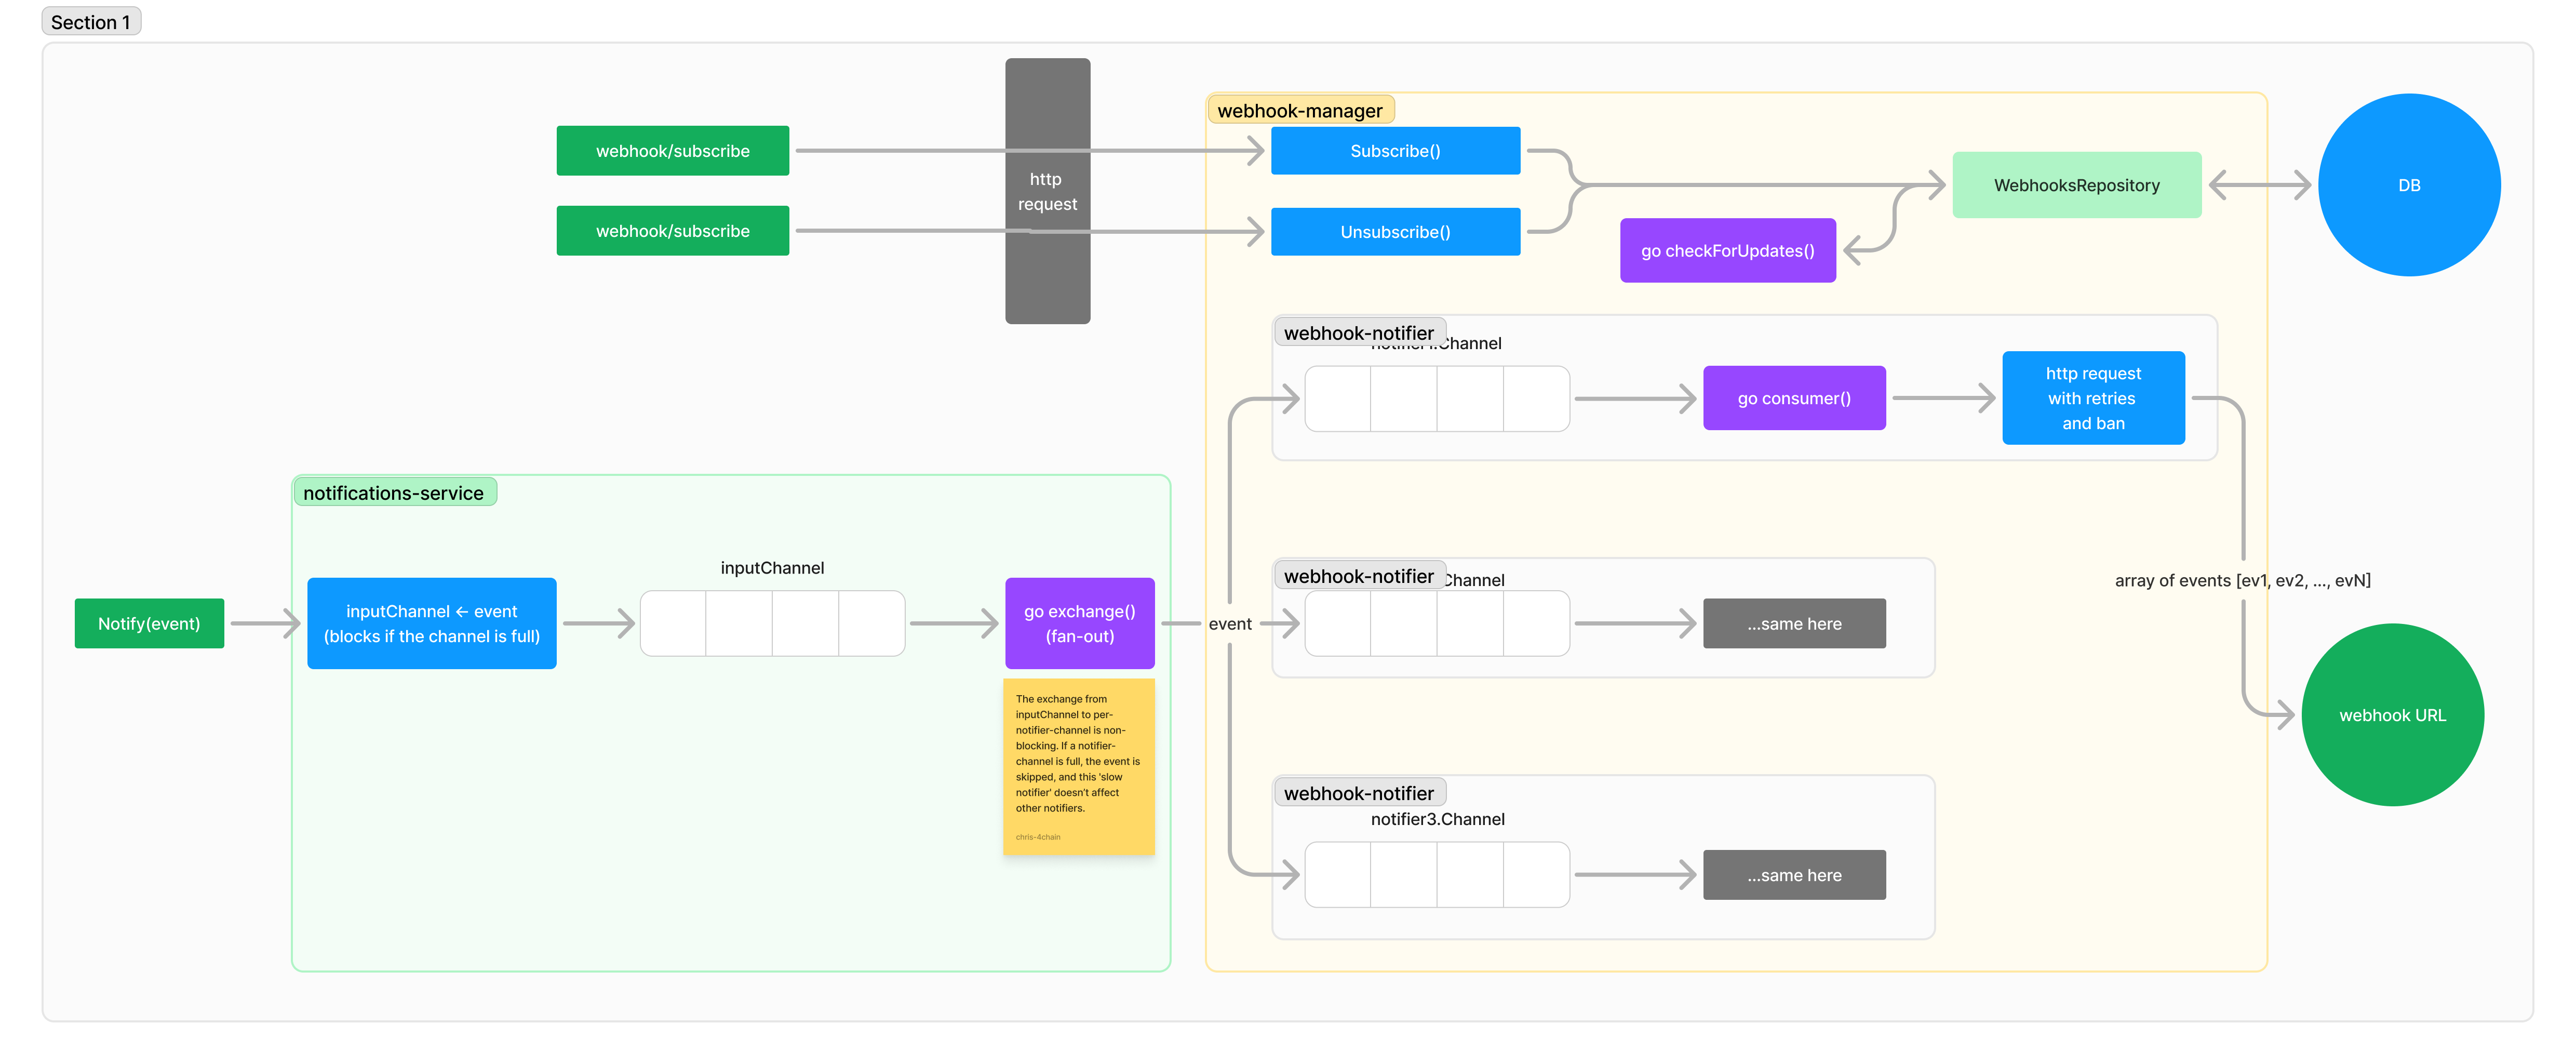 Section 1
webhook-manager
webhook/subscribe
http
request
Subscribe()
webhook/subscribe
Unsubscribe()
go checkForUpdates()
WebhooksRepository
DB
webhook-notifier
Channel
go consumer()
http request
with retries
and ban
notifications-service
Notify(event)
inputChannel ← event
(blocks if the channel is full)
inputChannel
go exchange()
(fan-out)
The exchange from
inputChannel to per-
notifier-channel is non-
blocking. If a notifier-
channel is full, the event is
skipped, and this 'slow
notifier' doesn't affect
other notifiers.
chris-4chain
event
webhook-notifier
Channel
...same here
webhook-notifier
notifier3.Channel
...same here
array of events [ev1, ev2, ..., evN]
webhook URL